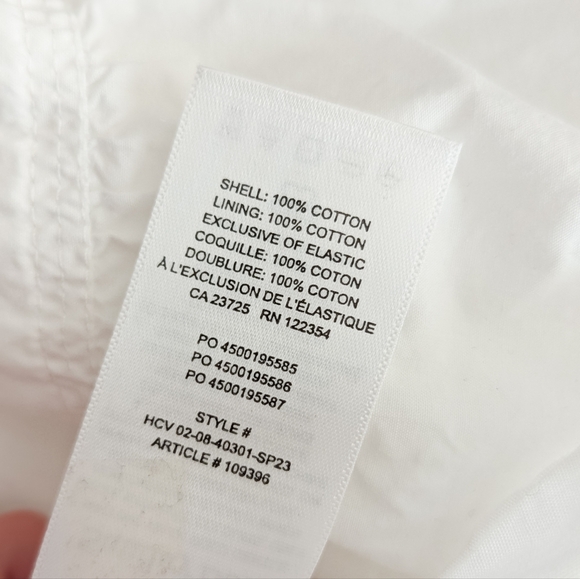 SHELL: 100% COTTON
LINING: 100% COTTON
EXCLUSIVE OF ELASTIC
COQUILLE: 100% COTON
DOUBLURE: 100% COTON
À L'EXCLUSION DE L'ÉLASTIQUE
CA 23725 RN 122354
PO 4500195585
PO 4500195586
PO 4500195587
STYLE #
HCV 02-08-40301-SP23
ARTICLE # 109396